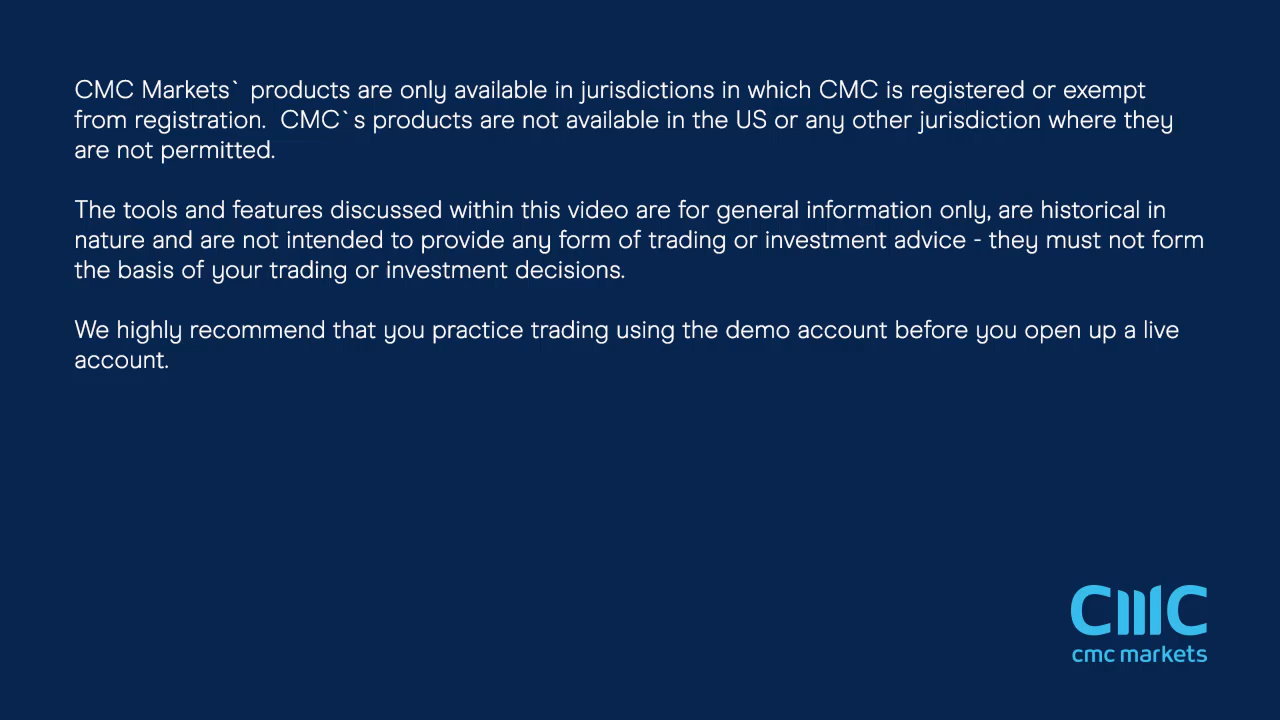 CMC Markets` products are only available in jurisdictions in which CMC is registered or exempt
from registration.  CMC`s products are not available in the US or any other jurisdiction where they
are not permitted.
The tools and features discussed within this video are for general information only, are historical in
nature and are not intended to provide any form of trading or investment advice - they must not form
the basis of your trading or investment decisions.
We highly recommend that you practice trading using the demo account before you open up a live
account.
CMC
cmc markets